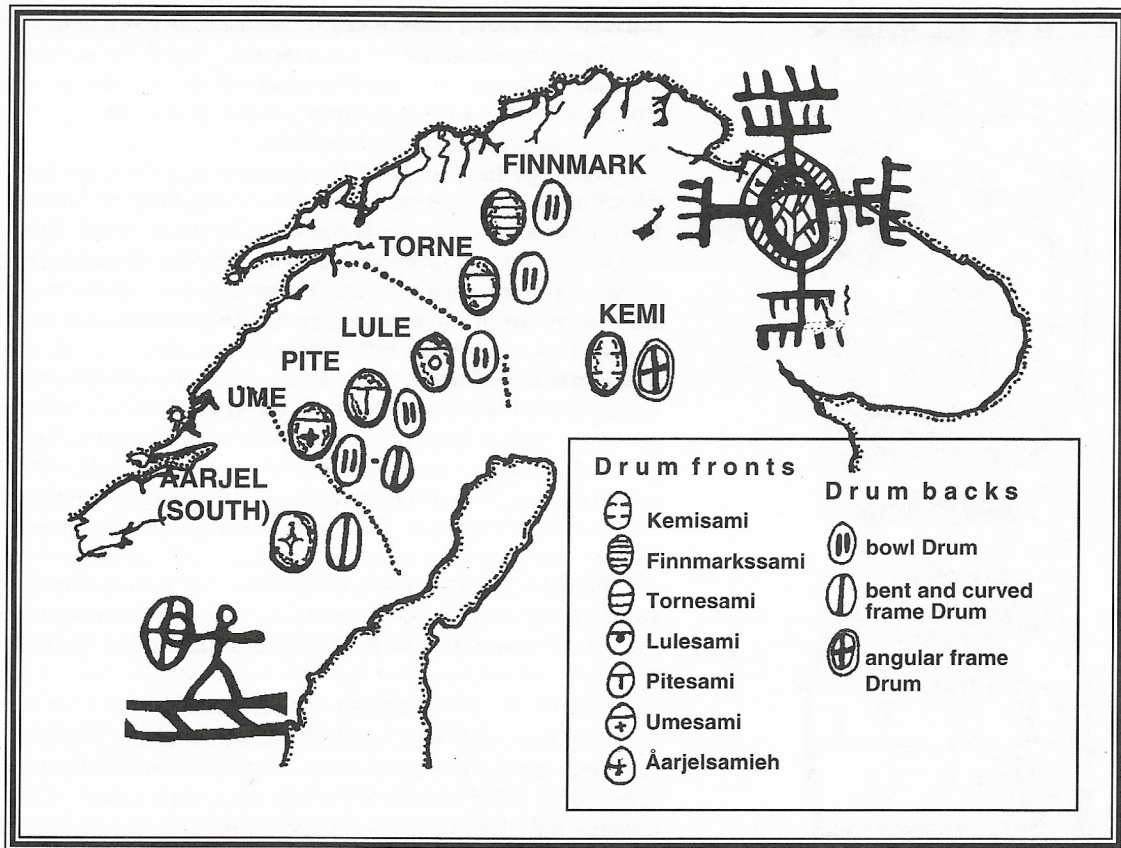 FINNMARK
TORNE
LULE
KEMI
PITE
UME
AARJEL
(SOUTH)
Drum fronts
Kemisami
Finnmarkssami
Tornesami
Lulesami
Pitesami
Umesami
Åarjelsamieh
Drum backs
bowl Drum
bent and curved
frame Drum
angular frame
Drum